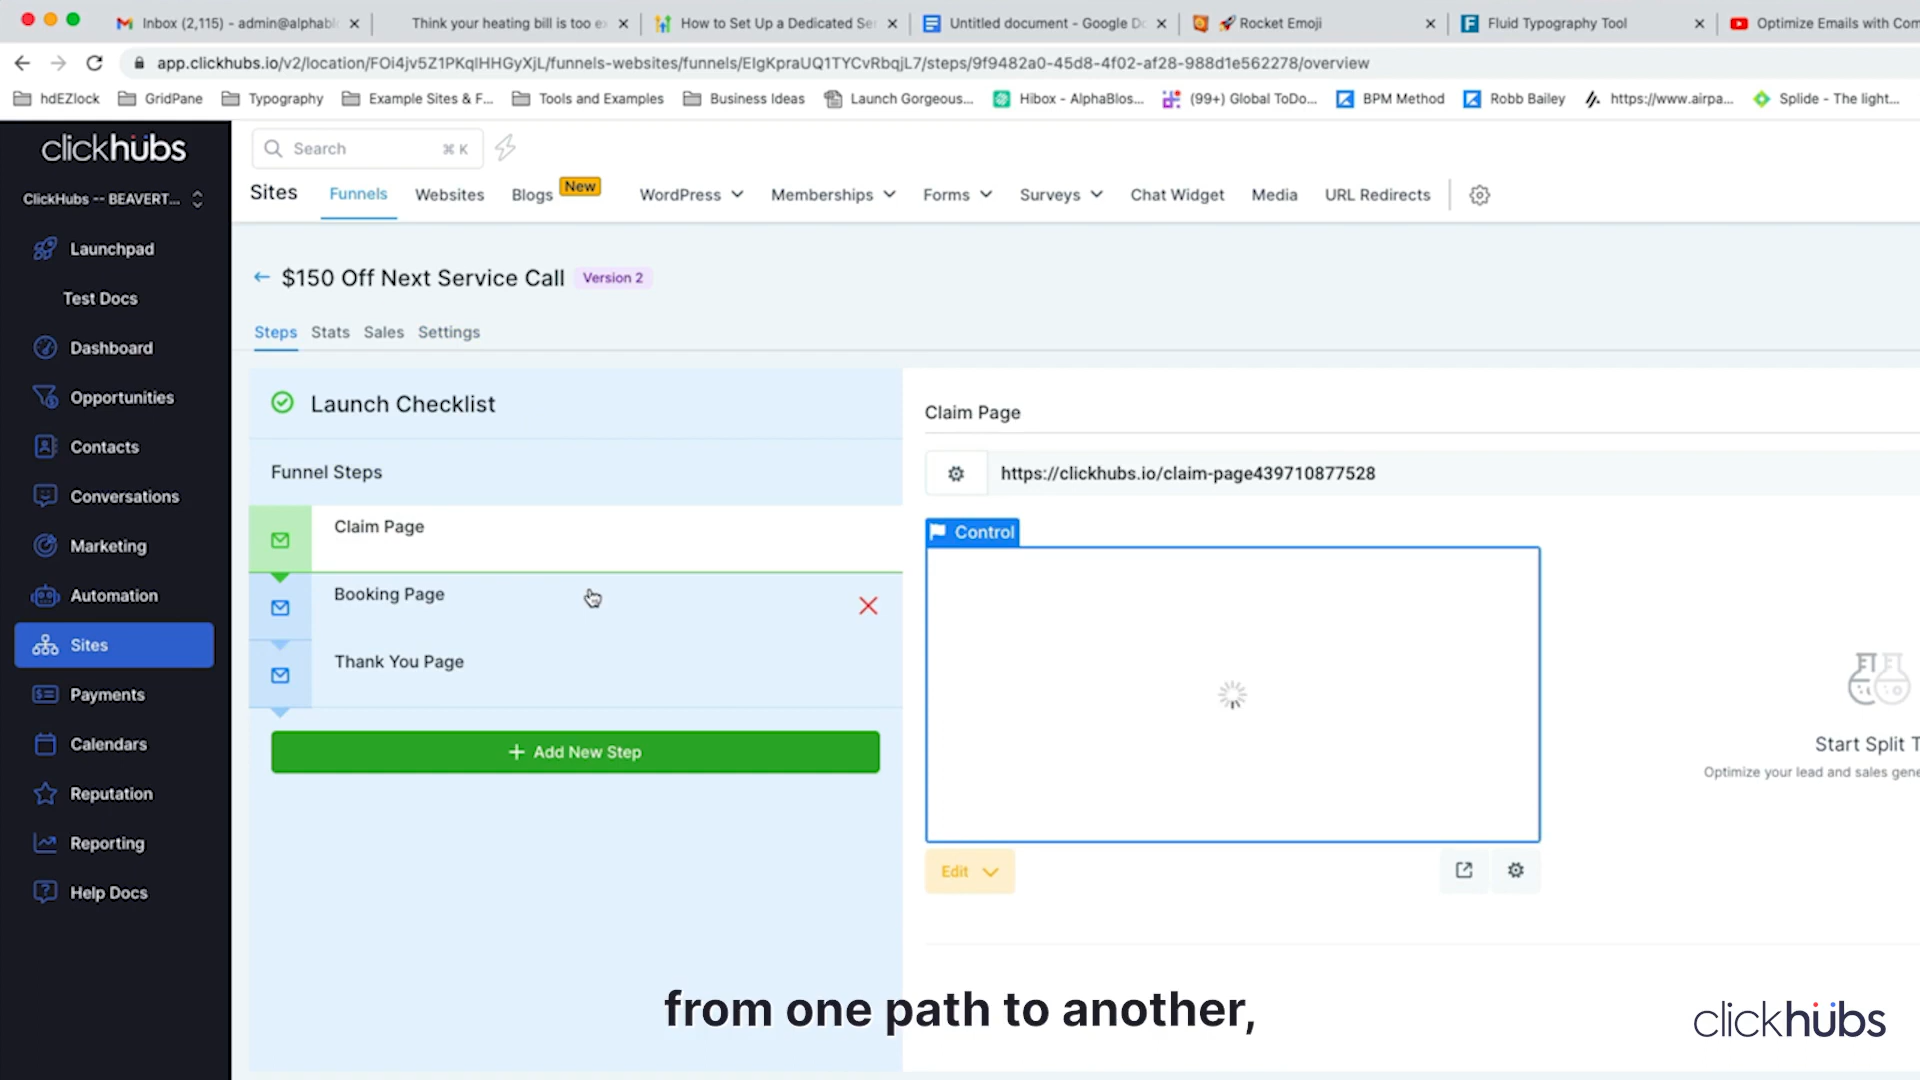 Inbox (2,115) - admin@alphabl
Think your heating bill is too ex
How to Set Up a Dedicated Ser
Untitled document - Google Do
Rocket Emoji
Fluid Typography Tool
Optimize Emails with Com
app.clickhubs.io/v2/location/FOi4jv5Z1PKqlHHGyXjL/funnels-websites/funnels/ElgKpraUQ1TYCvRbqjL7/steps/9f9482a0-45d8-4f02-af28-988d1e562278/overview
hdEZlock
GridPane
Typography
Example Sites & F...
Tools and Examples
Business Ideas
Launch Gorgeous...
Hibox - AlphaBlos...
(99+) Global ToDo...
BPM Method
Robb Bailey
https://www.airpa...
Splide - The light...
clickhubs
ClickHubs -- BEAVERT...
Launchpad
Test Docs
Dashboard
Opportunities
Contacts
Conversations
Marketing
Automation
Sites
Payments
Calendars
Reputation
Reporting
Help Docs
Search
⌘ K
Sites
Funnels
Websites
Blogs
New
WordPress
Memberships
Forms
Surveys
Chat Widget
Media
URL Redirects
$150 Off Next Service Call
Version 2
Steps
Stats
Sales
Settings
Launch Checklist
Funnel Steps
Claim Page
Booking Page
Thank You Page
+ Add New Step
Claim Page
https://clickhubs.io/claim-page439710877528
Control
Edit
Start Split T
Optimize your lead and sales gene
from one path to another,
clickhubs